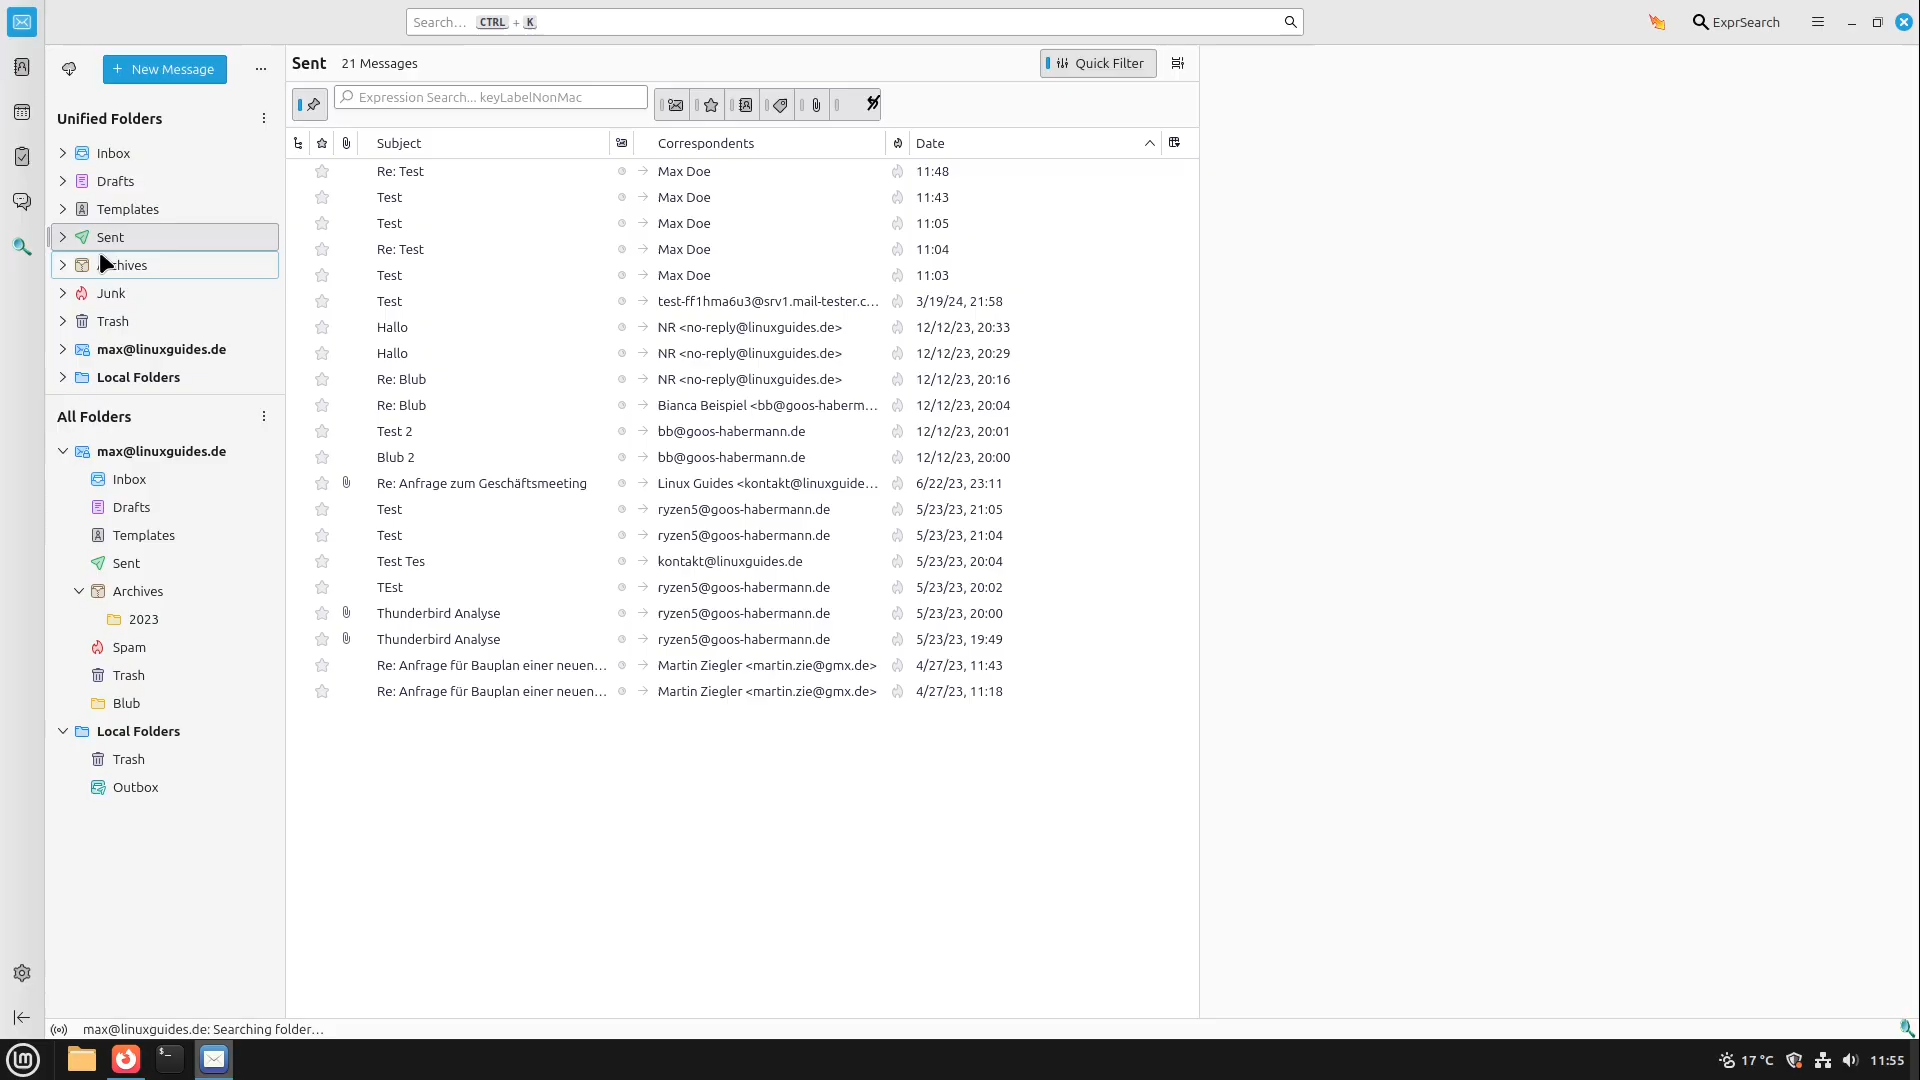 Search… CTRL + K
ExprSearch
+ New Message
Sent 21 Messages
Quick Filter
Expression Search... keyLabelNonMac
Unified Folders
Inbox
Drafts
Templates
Sent
chives
Junk
Trash
max@linuxguides.de
Local Folders
All Folders
max@linuxguides.de
Inbox
Drafts
Templates
Sent
Archives
2023
Spam
Trash
Blub
Local Folders
Trash
Outbox
Subject Correspondents Date
Re: Test Max Doe 11:48
Test Max Doe 11:43
Test Max Doe 11:05
Re: Test Max Doe 11:04
Test Max Doe 11:03
Test test-ff1hma6u3@srv1.mail-tester.c… 3/19/24, 21:58
Hallo NR <no-reply@linuxguides.de> 12/12/23, 20:33
Hallo NR <no-reply@linuxguides.de> 12/12/23, 20:29
Re: Blub NR <no-reply@linuxguides.de> 12/12/23, 20:16
Re: Blub Bianca Beispiel <bb@goos-haberm… 12/12/23, 20:04
Test 2 bb@goos-habermann.de 12/12/23, 20:01
Blub 2 bb@goos-habermann.de 12/12/23, 20:00
Re: Anfrage zum Geschäftsmeeting Linux Guides <kontakt@linuxguide… 6/22/23, 23:11
Test ryzen5@goos-habermann.de 5/23/23, 21:05
Test ryzen5@goos-habermann.de 5/23/23, 21:04
Test Tes kontakt@linuxguides.de 5/23/23, 20:04
TEst ryzen5@goos-habermann.de 5/23/23, 20:02
Thunderbird Analyse ryzen5@goos-habermann.de 5/23/23, 20:00
Thunderbird Analyse ryzen5@goos-habermann.de 5/23/23, 19:49
Re: Anfrage für Bauplan einer neuen… Martin Ziegler <martin.zie@gmx.de> 4/27/23, 11:43
Re: Anfrage für Bauplan einer neuen… Martin Ziegler <martin.zie@gmx.de> 4/27/23, 11:18
max@linuxguides.de: Searching folder…
17 °C 11:55